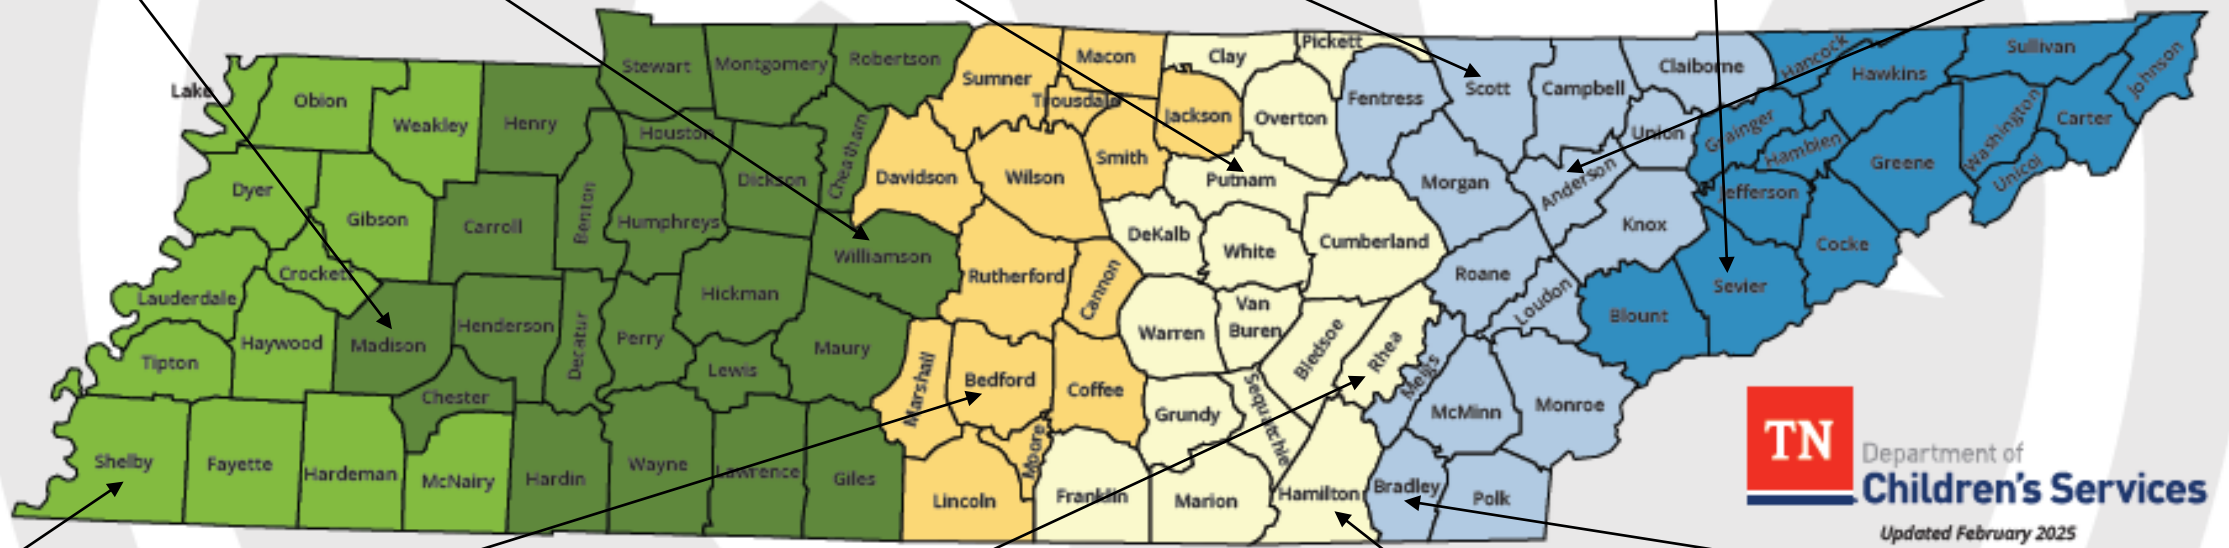 Lake
Obion
Weakley
Henry
Stewart
Montgomery
Robertson
Sumner
Macon
Trousdale
Clay
Pickett
Jackson
Overton
Fentress
Scott
Campbell
Claiborne
Union
Hancock
Hawkins
Sullivan
Johnson
Carter
Washington
Unicoi
Greene
Hamblen
Grainger
Jefferson
Cocke
Sevier
Blount
Knox
Anderson
Morgan
Roane
Loudon
Cumberland
Putnam
White
DeKalb
Smith
Wilson
Davidson
Cheatham
Dickson
Houston
Humphreys
Benton
Carroll
Gibson
Dyer
Crockett
Lauderdale
Haywood
Tipton
Madison
Henderson
Decatur
Perry
Hickman
Williamson
Rutherford
Cannon
Warren
Van
Buren
Bledsoe
Rhea
Meigs
McMinn
Monroe
Polk
Bradley
Hamilton
Sequatchie
Grundy
Coffee
Bedford
Marshall
Maury
Lewis
Chester
Shelby
Fayette
Hardeman
McNairy
Hardin
Wayne
Lawrence
Giles
Lincoln
Moore
Franklin
Marion
TN
Department of
Children's Services
Updated February 2025